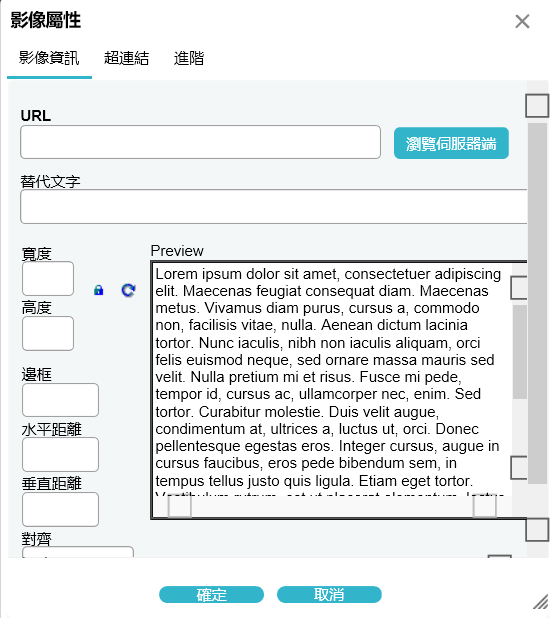 影像屬性
影像資訊 超連結 進階
URL
瀏覽伺服器端
替代文字
寬度
高度
邊框
水平距離
垂直距離
對齊
Preview
Lorem ipsum dolor sit amet, consectetuer adipiscing
elit. Maecenas feugiat consequat diam. Maecenas
metus. Vivamus diam purus, cursus a, commodo
non, facilisis vitae, nulla. Aenean dictum lacinia
tortor. Nunc iaculis, nibh non iaculis aliquam, orci
felis euismod neque, sed ornare massa mauris sed
velit. Nulla pretium mi et risus. Fusce mi pede,
tempor id, cursus ac, ullamcorper nec, enim. Sed
tortor. Curabitur molestie. Duis velit augue,
condimentum at, ultrices a, luctus ut, orci. Donec
pellentesque egestas eros. Integer cursus, augue in
cursus faucibus, eros pede bibendum sem, in
tempus tellus justo quis ligula. Etiam eget tortor.
Vestibulum rutrum, est ut placerat elementum, lectus
確定 取消